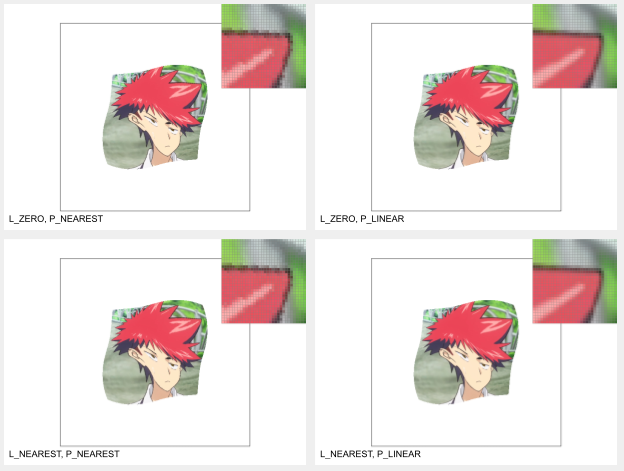 L_ZERO, P_NEAREST
L_ZERO, P_LINEAR
L_NEAREST, P_NEAREST
L_NEAREST, P_LINEAR